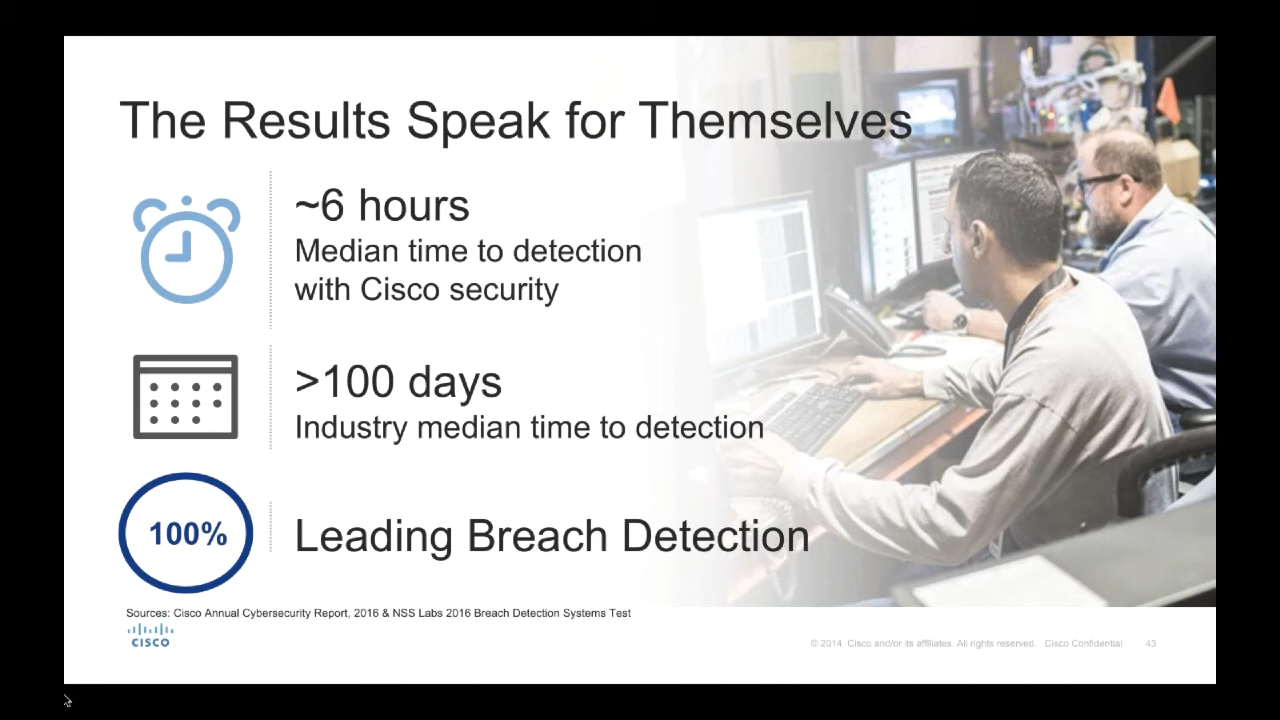 The Results Speak for Themselves
~6 hours
Median time to detection
with Cisco security
>100 days
Industry median time to detection
100%
Leading Breach Detection
Sources: Cisco Annual Cybersecurity Report, 2016 & NSS Labs 2016 Breach Detection Systems Test
CISCO
© 2014 Cisco and/or its affiliates. All rights reserved. Cisco Confidential 43